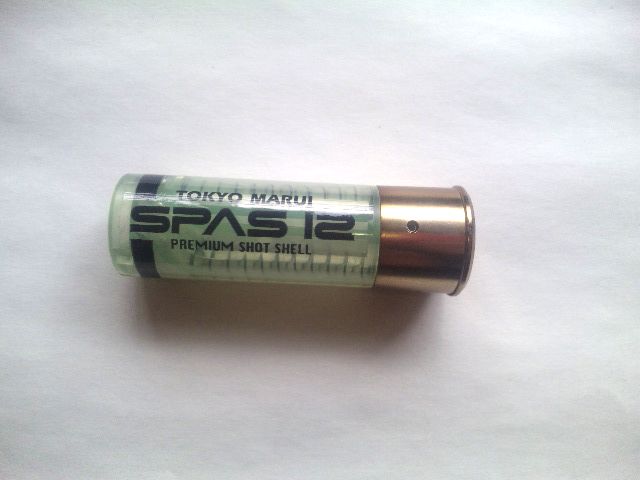 TOKYO MARUI
SPAS 12
PREMIUM SHOT SHELL